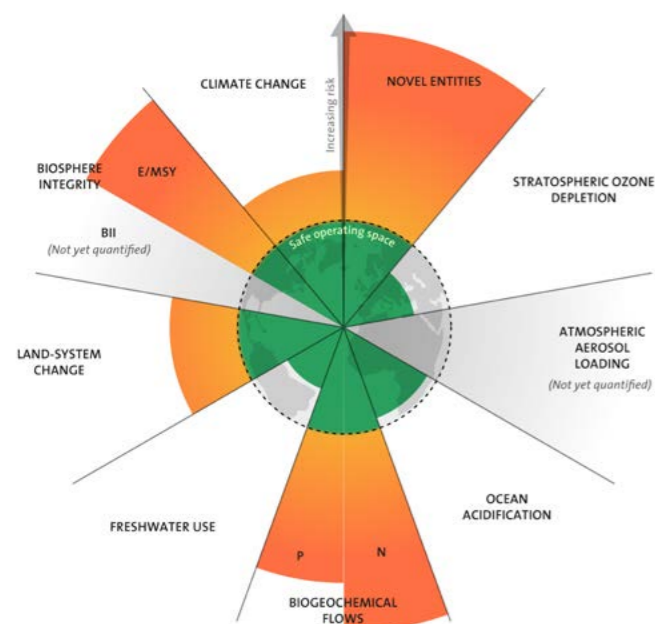 CLIMATE CHANGE
NOVEL ENTITIES
Increasing risk
BIOSPHERE
INTEGRITY
E/MSY
STRATOSPHERIC OZONE
DEPLETION
BII
(Not yet quantified)
Safe operating space
LAND-SYSTEM
CHANGE
ATMOSPHERIC
AEROSOL
LOADING
(Not yet quantified)
FRESHWATER USE
P
N
OCEAN
ACIDIFICATION
BIOGEOCHEMICAL
FLOWS